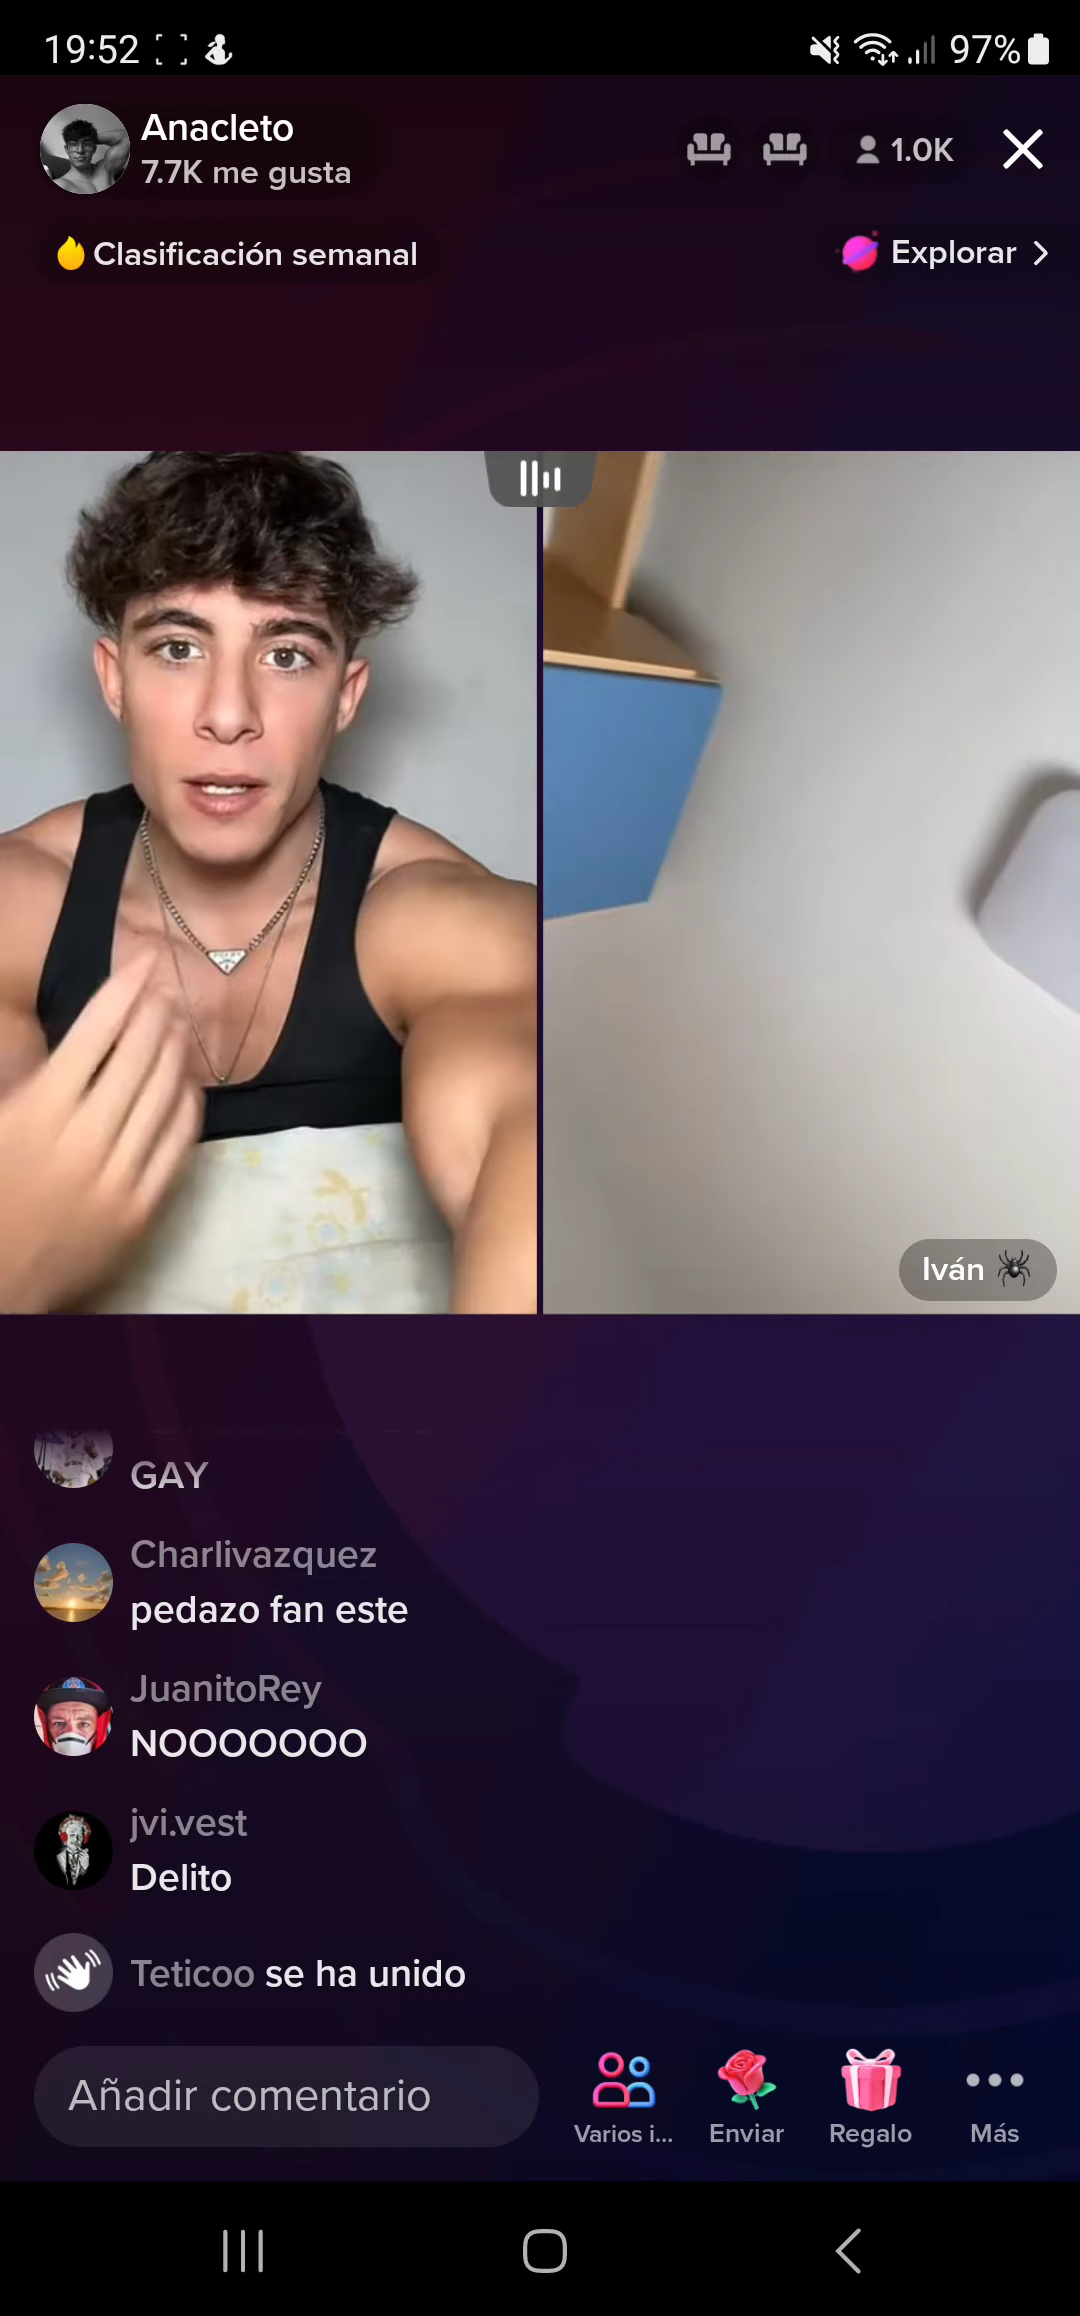 19:52
97%
Anacleto
7.7K me gusta
1.0K
Clasificación semanal
Explorar
Iván
GAY
Charlivazquez
pedazo fan este
JuanitoRey
NOOOOOOO
jvi.vest
Delito
Teticoo se ha unido
Añadir comentario
Varios i...
Enviar
Regalo
Más